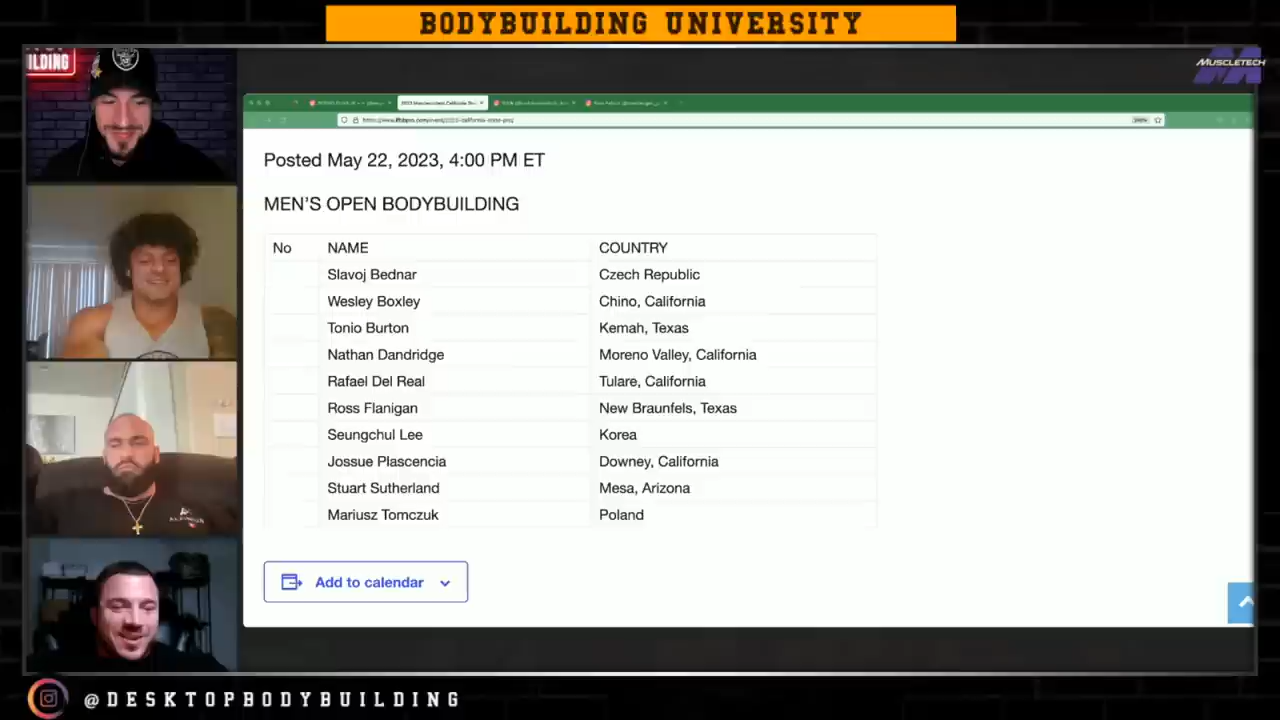 BODYBUILDING UNIVERSITY
ILDING
MUSCLETECH
Posted May 22, 2023, 4:00 PM ET
MEN'S OPEN BODYBUILDING
No NAME COUNTRY
Slavoj Bednar Czech Republic
Wesley Boxley Chino, California
Tonio Burton Kemah, Texas
Nathan Dandridge Moreno Valley, California
Rafael Del Real Tulare, California
Ross Flanigan New Braunfels, Texas
Seungchul Lee Korea
Jossue Plascencia Downey, California
Stuart Sutherland Mesa, Arizona
Mariusz Tomczuk Poland
Add to calendar
@DESKTOPBODYBUILDING